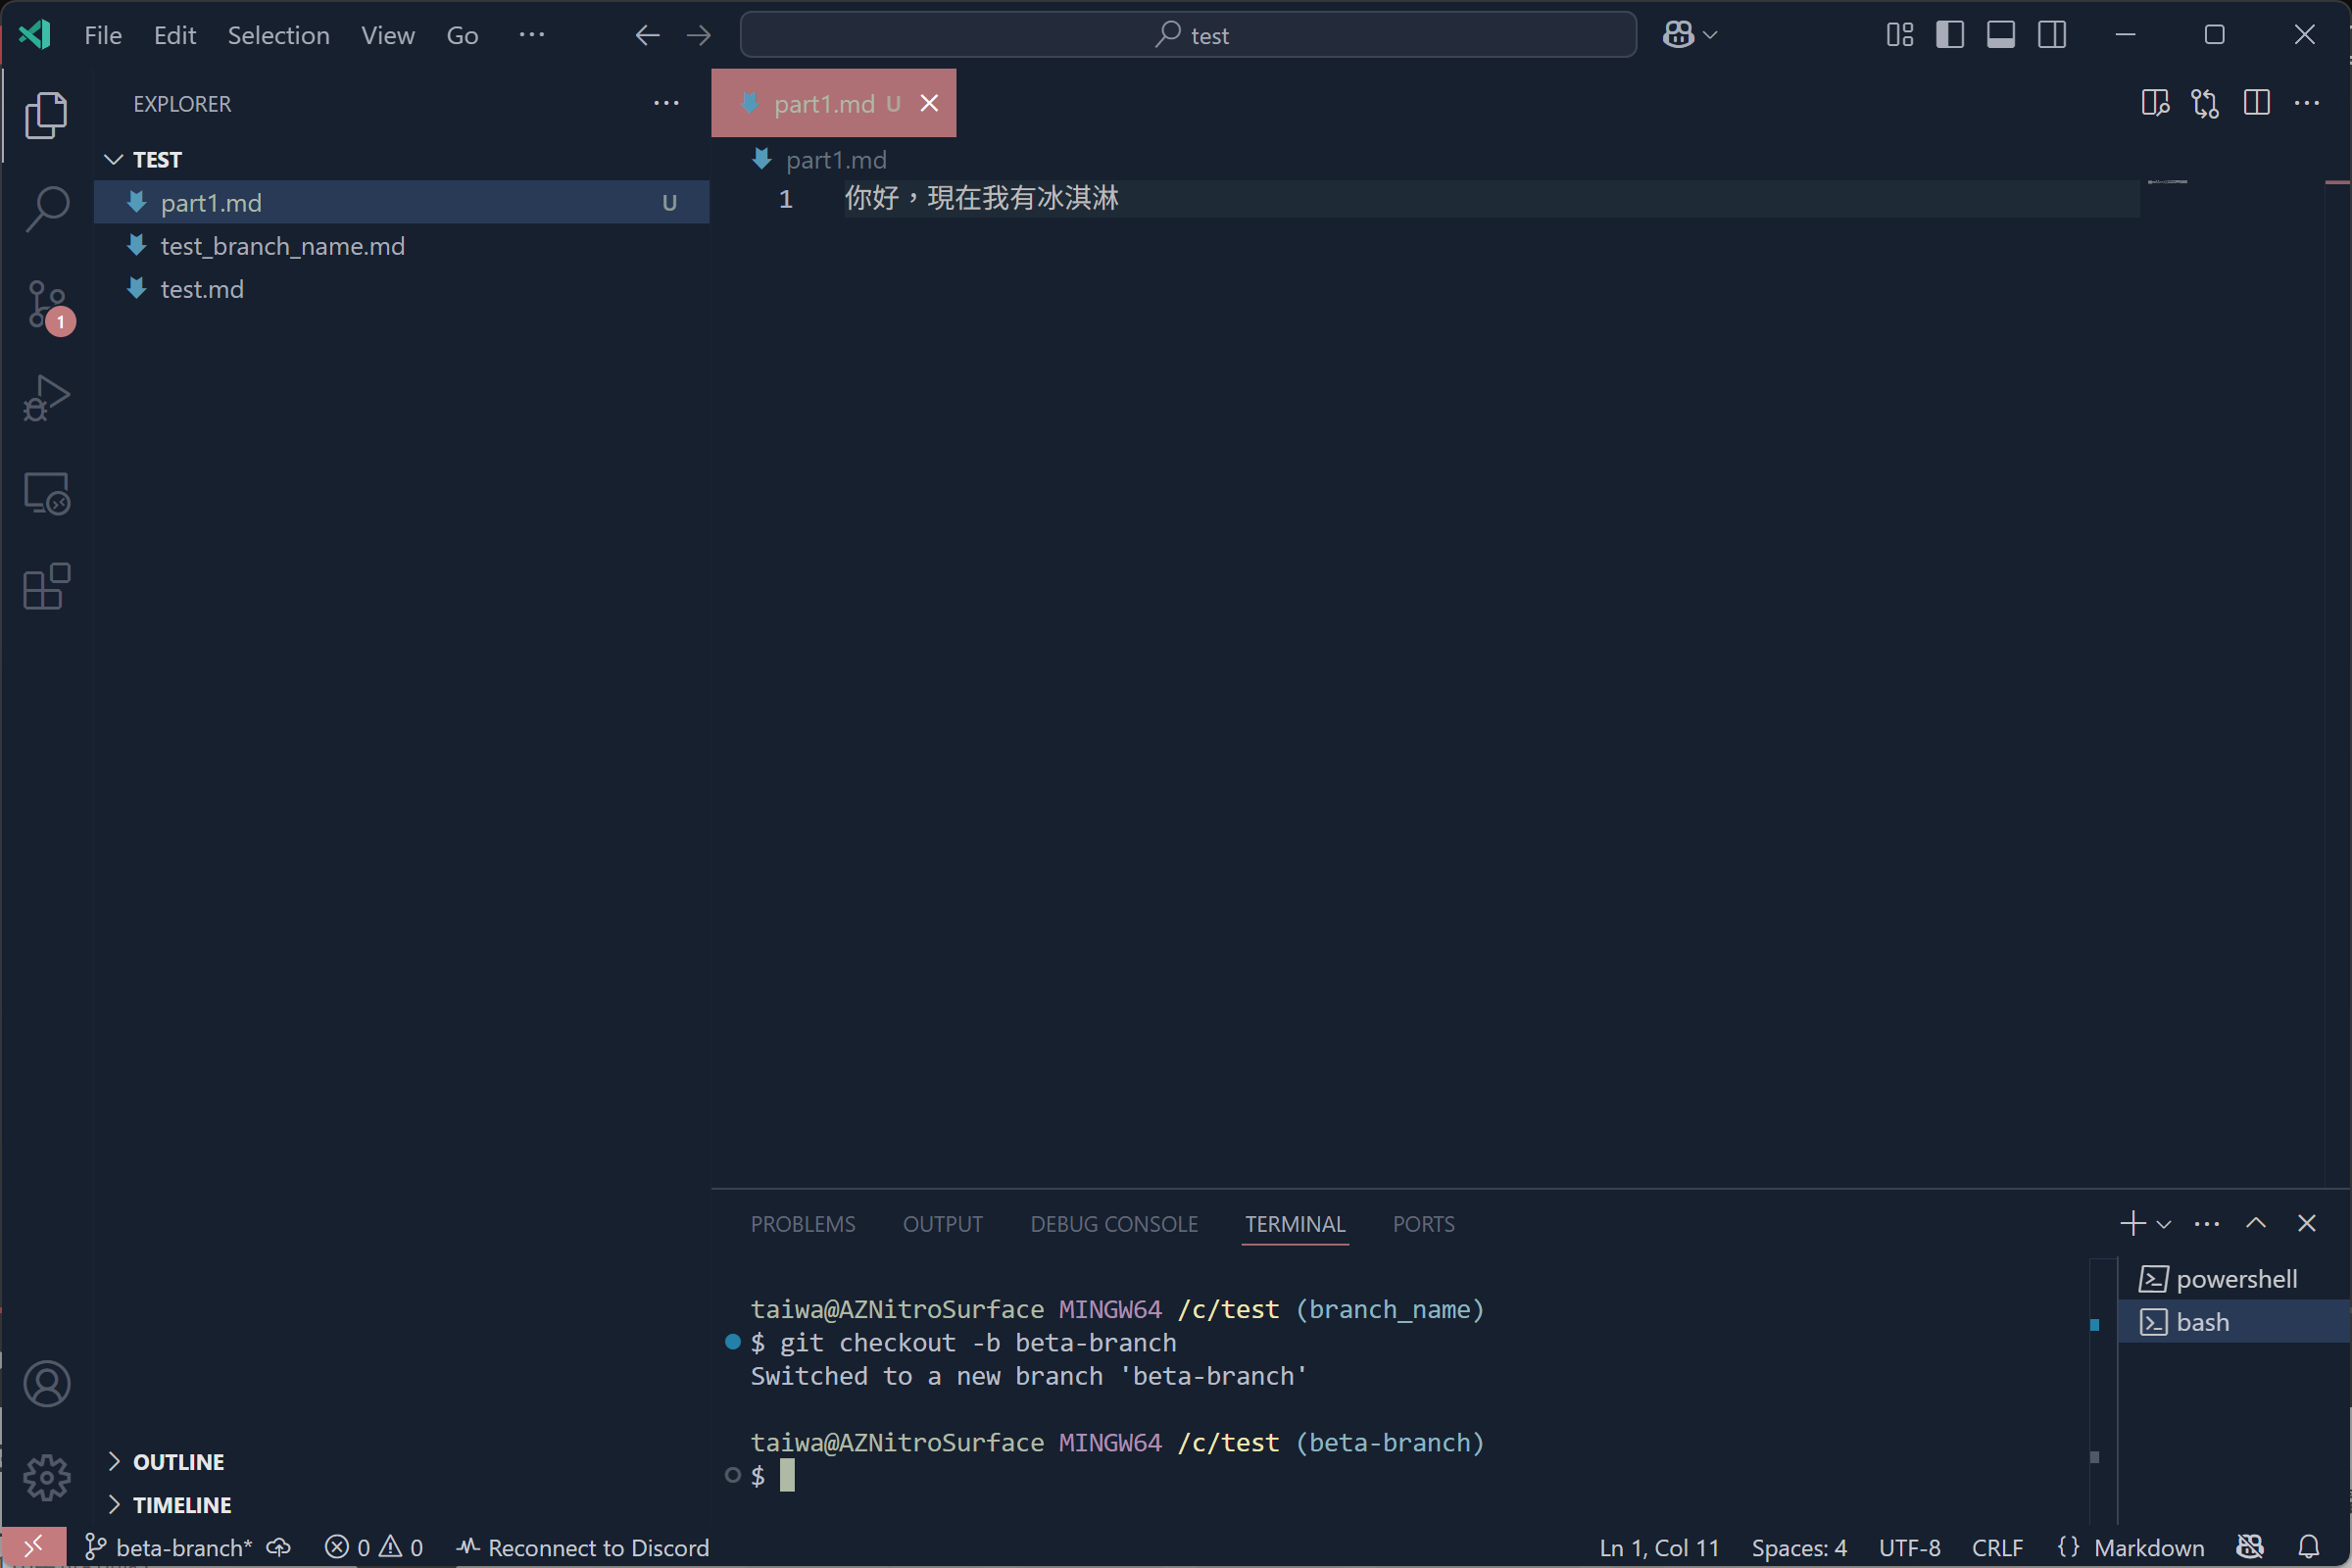 File Edit Selection View Go ...
test
EXPLORER
TEST
part1.md U
test_branch_name.md
test.md
1
OUTLINE
TIMELINE
part1.md U
part1.md
1 你好，現在我有冰淇淋
PROBLEMS OUTPUT DEBUG CONSOLE TERMINAL PORTS
taiwa@AZNitroSurface MINGW64 /c/test (branch_name)
$ git checkout -b beta-branch
Switched to a new branch 'beta-branch'
taiwa@AZNitroSurface MINGW64 /c/test (beta-branch)
$
powershell
bash
beta-branch* 0 0 Reconnect to Discord Ln 1, Col 11 Spaces: 4 UTF-8 CRLF {} Markdown